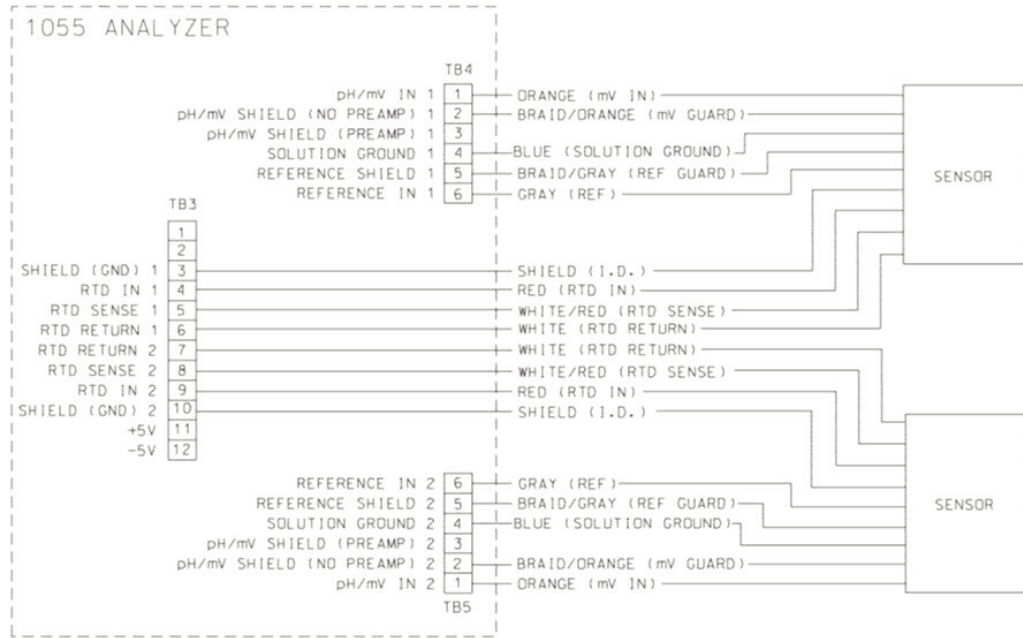 1055 ANALYZER
TB4
pH/mV IN 1 1 ORANGE (mV IN)
pH/mV SHIELD (NO PREAMP) 1 2 BRAID/ORANGE (mV GUARD)
pH/mV SHIELD (PREAMP) 1 3
SOLUTION GROUND 1 4 BLUE (SOLUTION GROUND)
REFERENCE SHIELD 1 5 BRAID/GRAY (REF GUARD)
REFERENCE IN 1 6 GRAY (REF)
SENSOR
TB3
1
2
SHIELD (GND) 1 3 SHIELD (I.D.)
RTD IN 1 4 RED (RTD IN)
RTD SENSE 1 5 WHITE/RED (RTD SENSE)
RTD RETURN 1 6 WHITE (RTD RETURN)
RTD RETURN 2 7 WHITE (RTD RETURN)
RTD SENSE 2 8 WHITE/RED (RTD SENSE)
RTD IN 2 9 RED (RTD IN)
SHIELD (GND) 2 10 SHIELD (I.D.)
+5V 11
-5V 12
REFERENCE IN 2 6 GRAY (REF)
REFERENCE SHIELD 2 5 BRAID/GRAY (REF GUARD)
SOLUTION GROUND 2 4 BLUE (SOLUTION GROUND)
pH/mV SHIELD (PREAMP) 2 3
pH/mV SHIELD (NO PREAMP) 2 2 BRAID/ORANGE (mV GUARD)
pH/mV IN 2 1 ORANGE (mV IN)
TB5
SENSOR